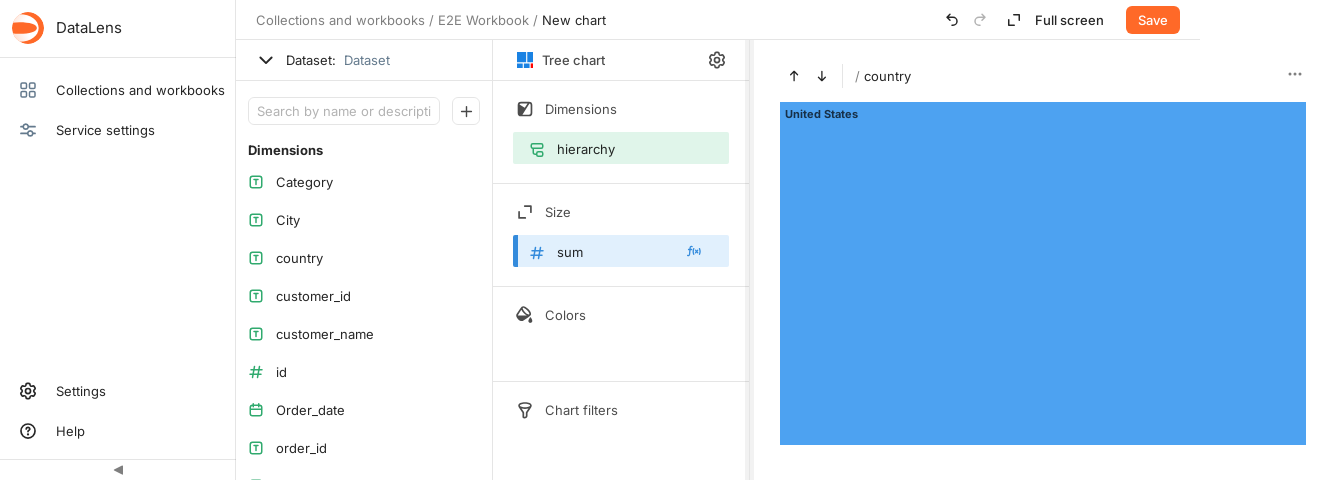 DataLens
Collections and workbooks
Service settings
Settings
Help
Collections and workbooks / E2E Workbook / New chart
Full screen
Save
Dataset: Dataset
Search by name or descripti
Dimensions
Category
City
country
customer_id
customer_name
id
Order_date
order_id
Tree chart
Dimensions
hierarchy
Size
sum
ƒ(x)
Colors
Chart filters
/ country
United States